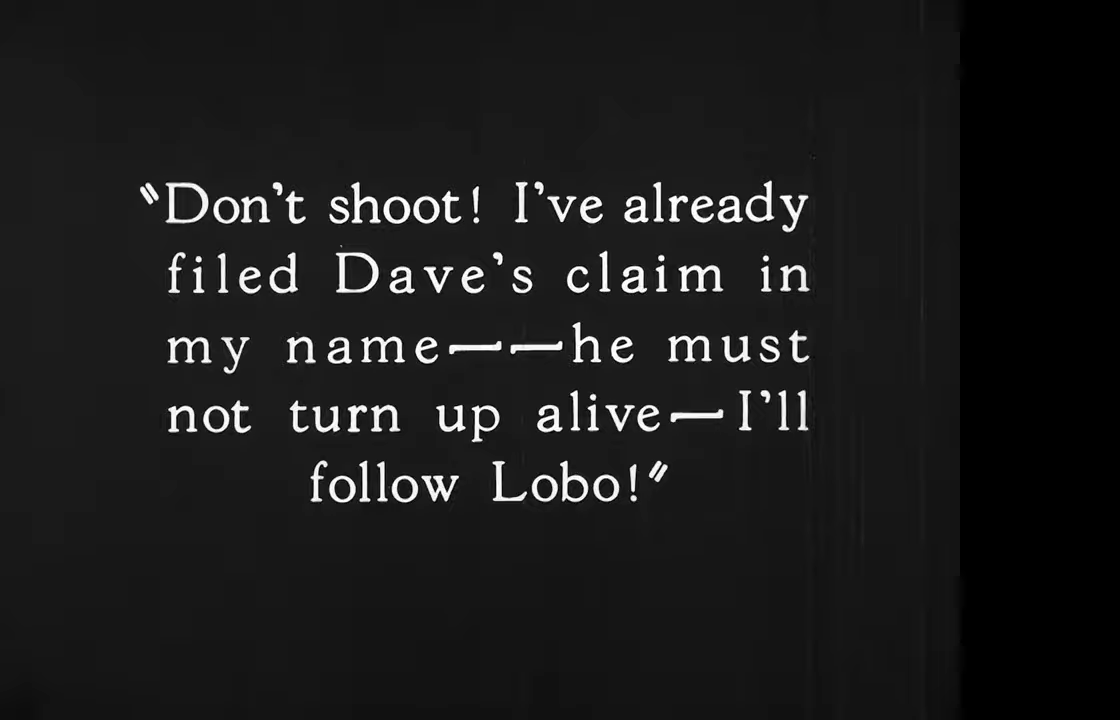 "Don't shoot! I've already
filed Dave's claim in
my name——he must
not turn up alive—I'll
follow Lobo!"